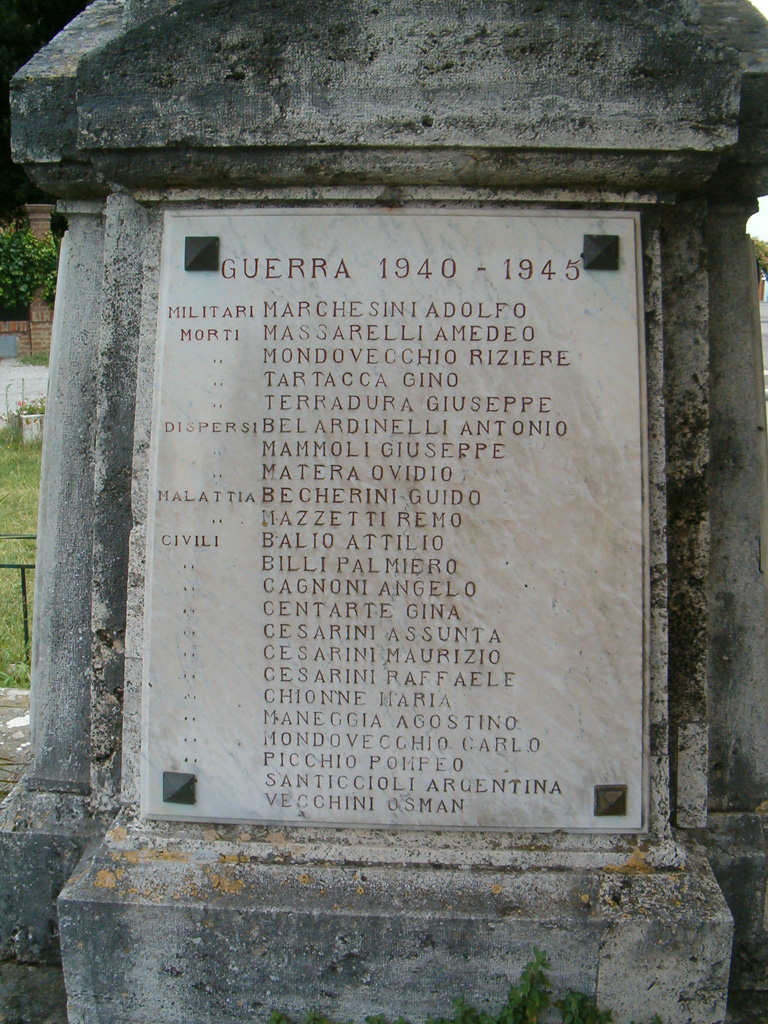 GUERRA 1940 - 1945
MILITARI MARCHESINI ADOLFO
MORTI MASSARELLI AMEDEO
,, MONDOVECCHIO RIZIERE
,, TARTACCA GINO
,, TERRADURA GIUSEPPE
DISPERSI BELARDINELLI ANTONIO
,, MAMMOLI GIUSEPPE
,, MATERA OVIDIO
MALATTIA BECHERINI GUIDO
,, MAZZETTI REMO
CIVILI BALIO ATTILIO
,, BILLI PALMIERO
,, CAGNONI ANGELO
,, CENTARTE GINA
,, CESARINI ASSUNTA
,, CESARINI MAURIZIO
,, CESARINI RAFFAELE
,, CHIONNE MARIA
,, MANEGGIA AGOSTINO
,, MONDOVECCHIO CARLO
,, PICCHIO POMPEO
SANTICCIOLI ARGENTINA
VECCHINI OSMAN